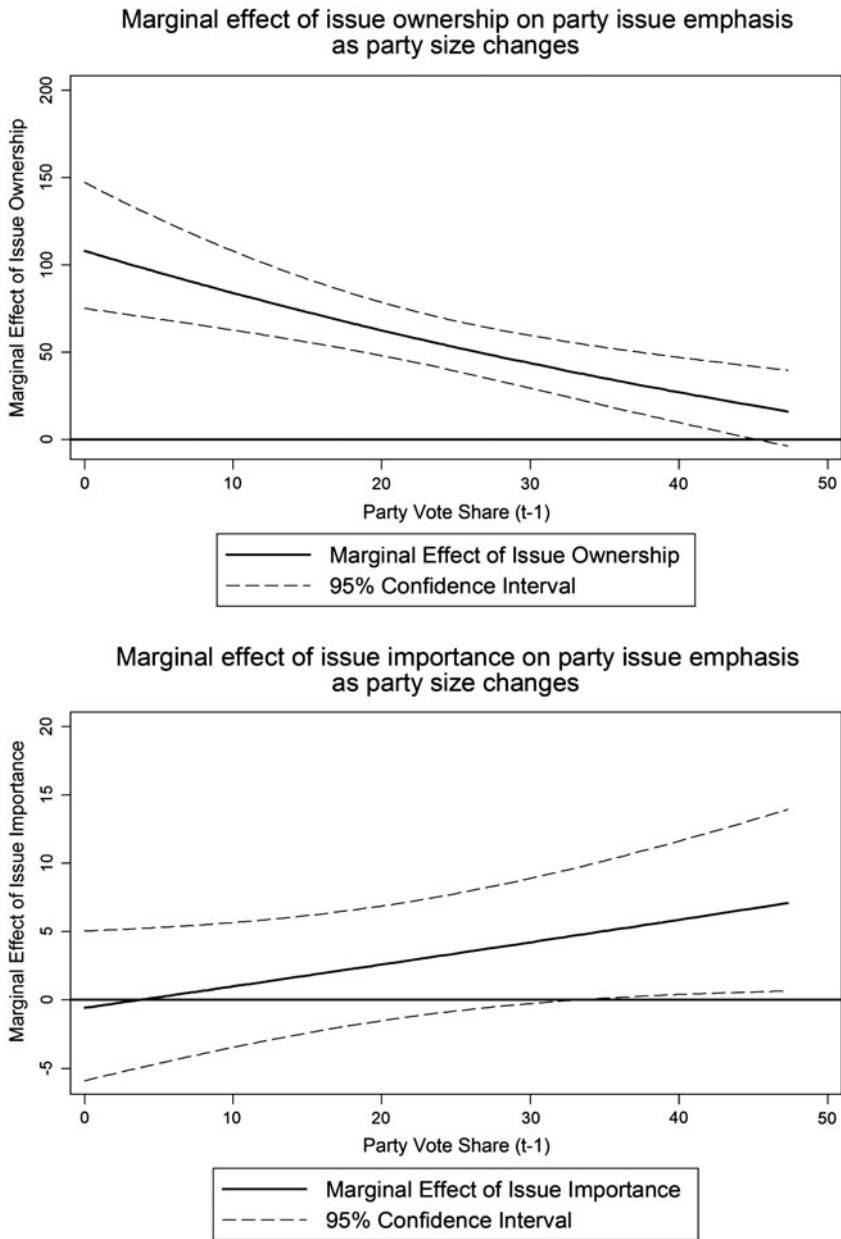 Marginal effect of issue ownership on party issue emphasis
as party size changes
Marginal Effect of Issue Ownership
200
150
100
50
0
0 10 20 30 40 50
Party Vote Share (t-1)
Marginal Effect of Issue Ownership
95% Confidence Interval
Marginal effect of issue importance on party issue emphasis
as party size changes
Marginal Effect of Issue Importance
20
15
10
5
0
-5
0 10 20 30 40 50
Party Vote Share (t-1)
Marginal Effect of Issue Importance
95% Confidence Interval